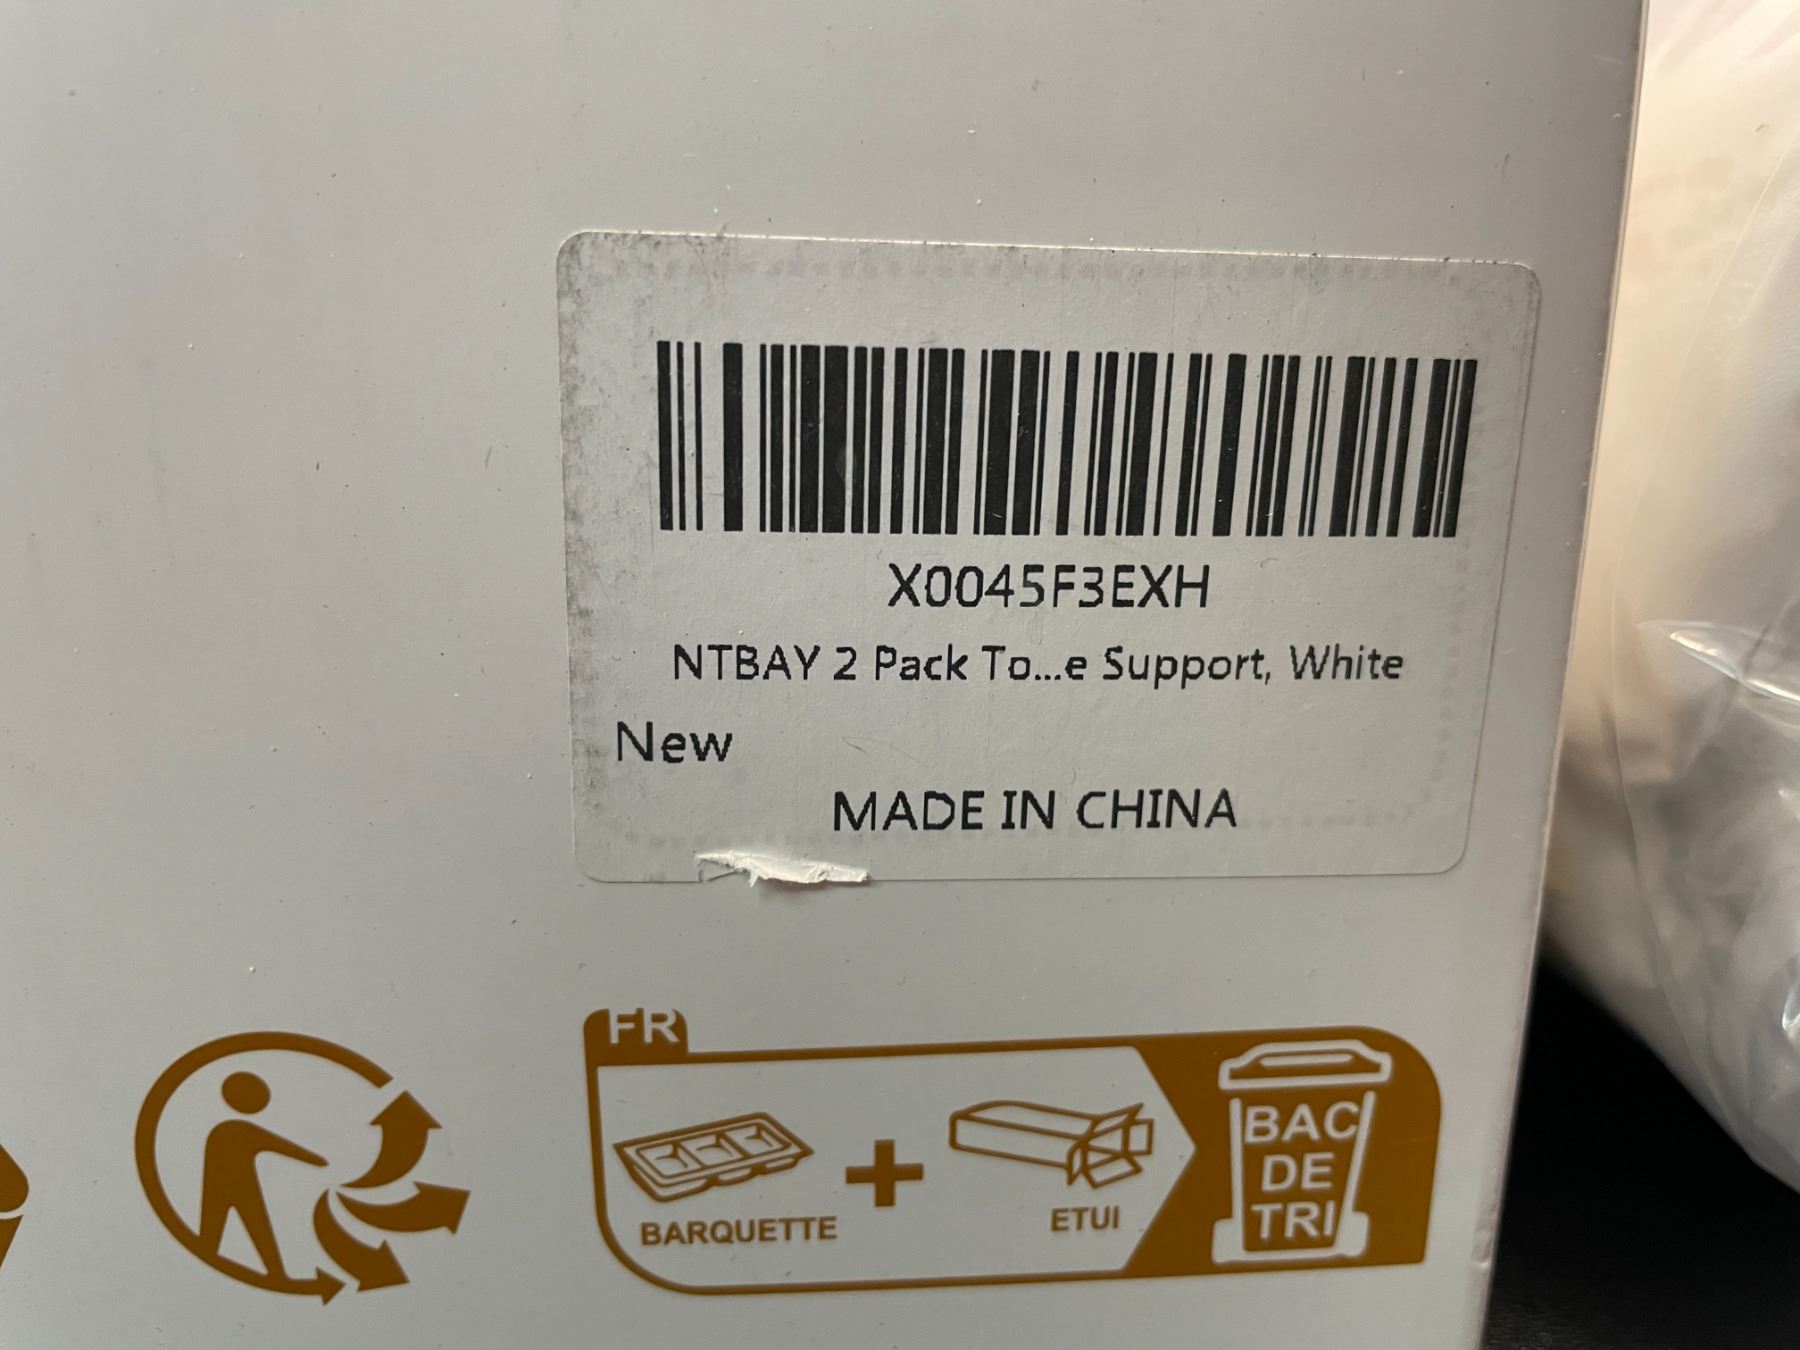 X0045F3EXH
NTBAY 2 Pack To...e Support, White
New
MADE IN CHINA
FR
BARQUETTE
+
ETUI
BAC
DE
TRI